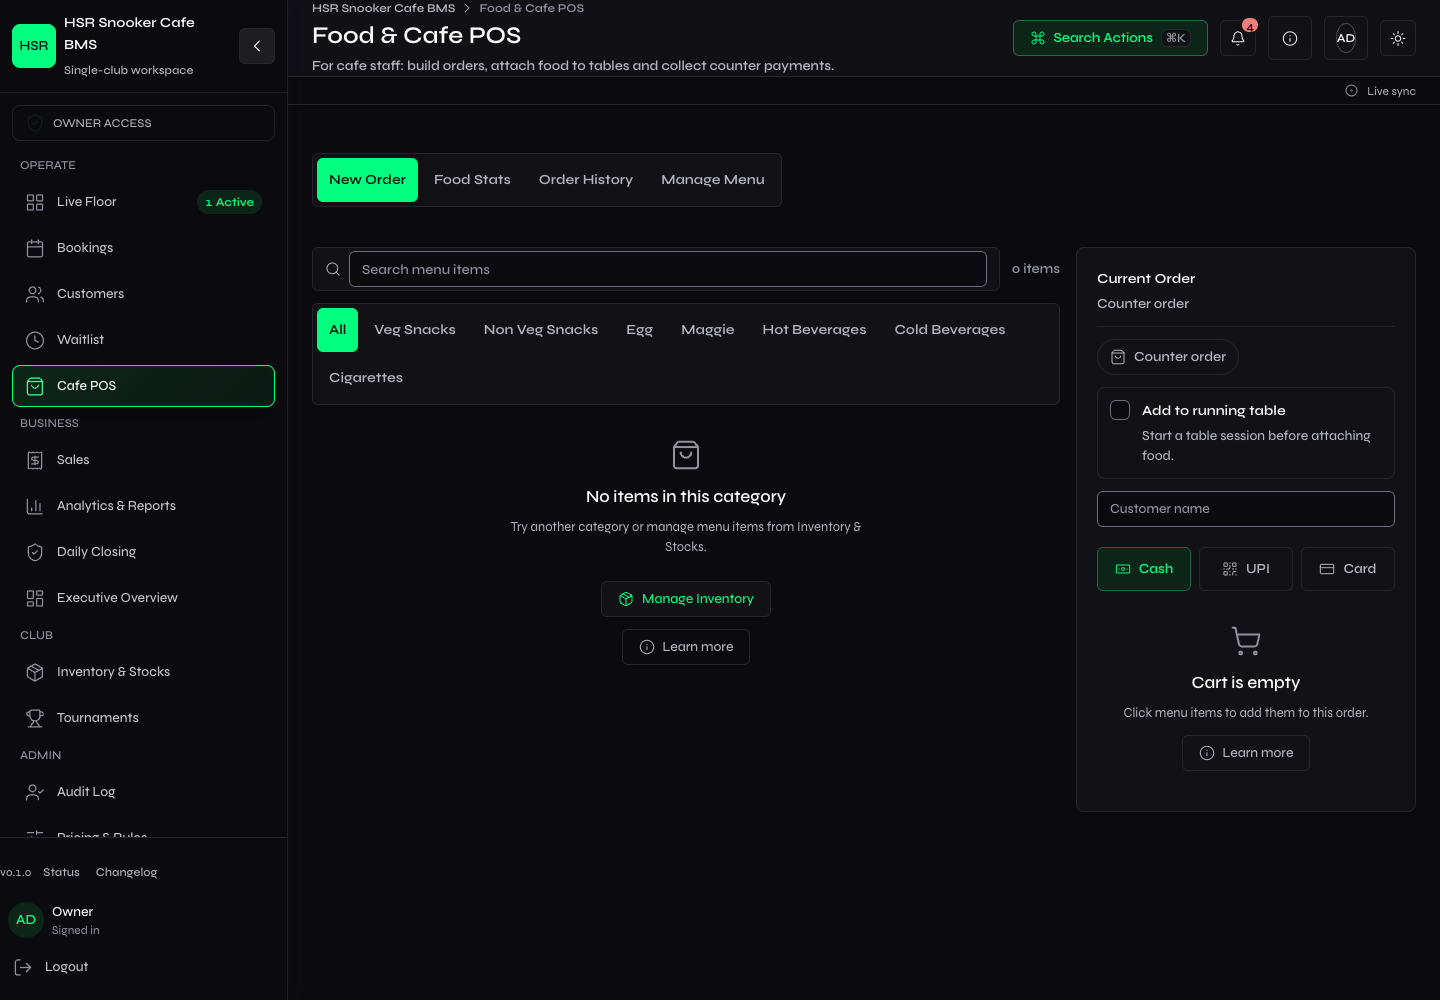 HSR
HSR Snooker Cafe
BMS
Single-club workspace
OWNER ACCESS
OPERATE
Live Floor
1 Active
Bookings
Customers
Waitlist
Cafe POS
BUSINESS
Sales
Analytics & Reports
Daily Closing
Executive Overview
CLUB
Inventory & Stocks
Tournaments
ADMIN
Audit Log
Pricing & Rules
v0.1.0 Status Changelog
AD
Owner
Signed in
Logout
HSR Snooker Cafe BMS > Food & Cafe POS
Food & Cafe POS
For cafe staff: build orders, attach food to tables and collect counter payments.
Search Actions ⌘K
4
AD
Live sync
New Order Food Stats Order History Manage Menu
Search menu items
0 items
All Veg Snacks Non Veg Snacks Egg Maggie Hot Beverages Cold Beverages
Cigarettes
No items in this category
Try another category or manage menu items from Inventory &
Stocks.
Manage Inventory
Learn more
Current Order
Counter order
Counter order
Add to running table
Start a table session before attaching
food.
Customer name
Cash UPI Card
Cart is empty
Click menu items to add them to this order.
Learn more